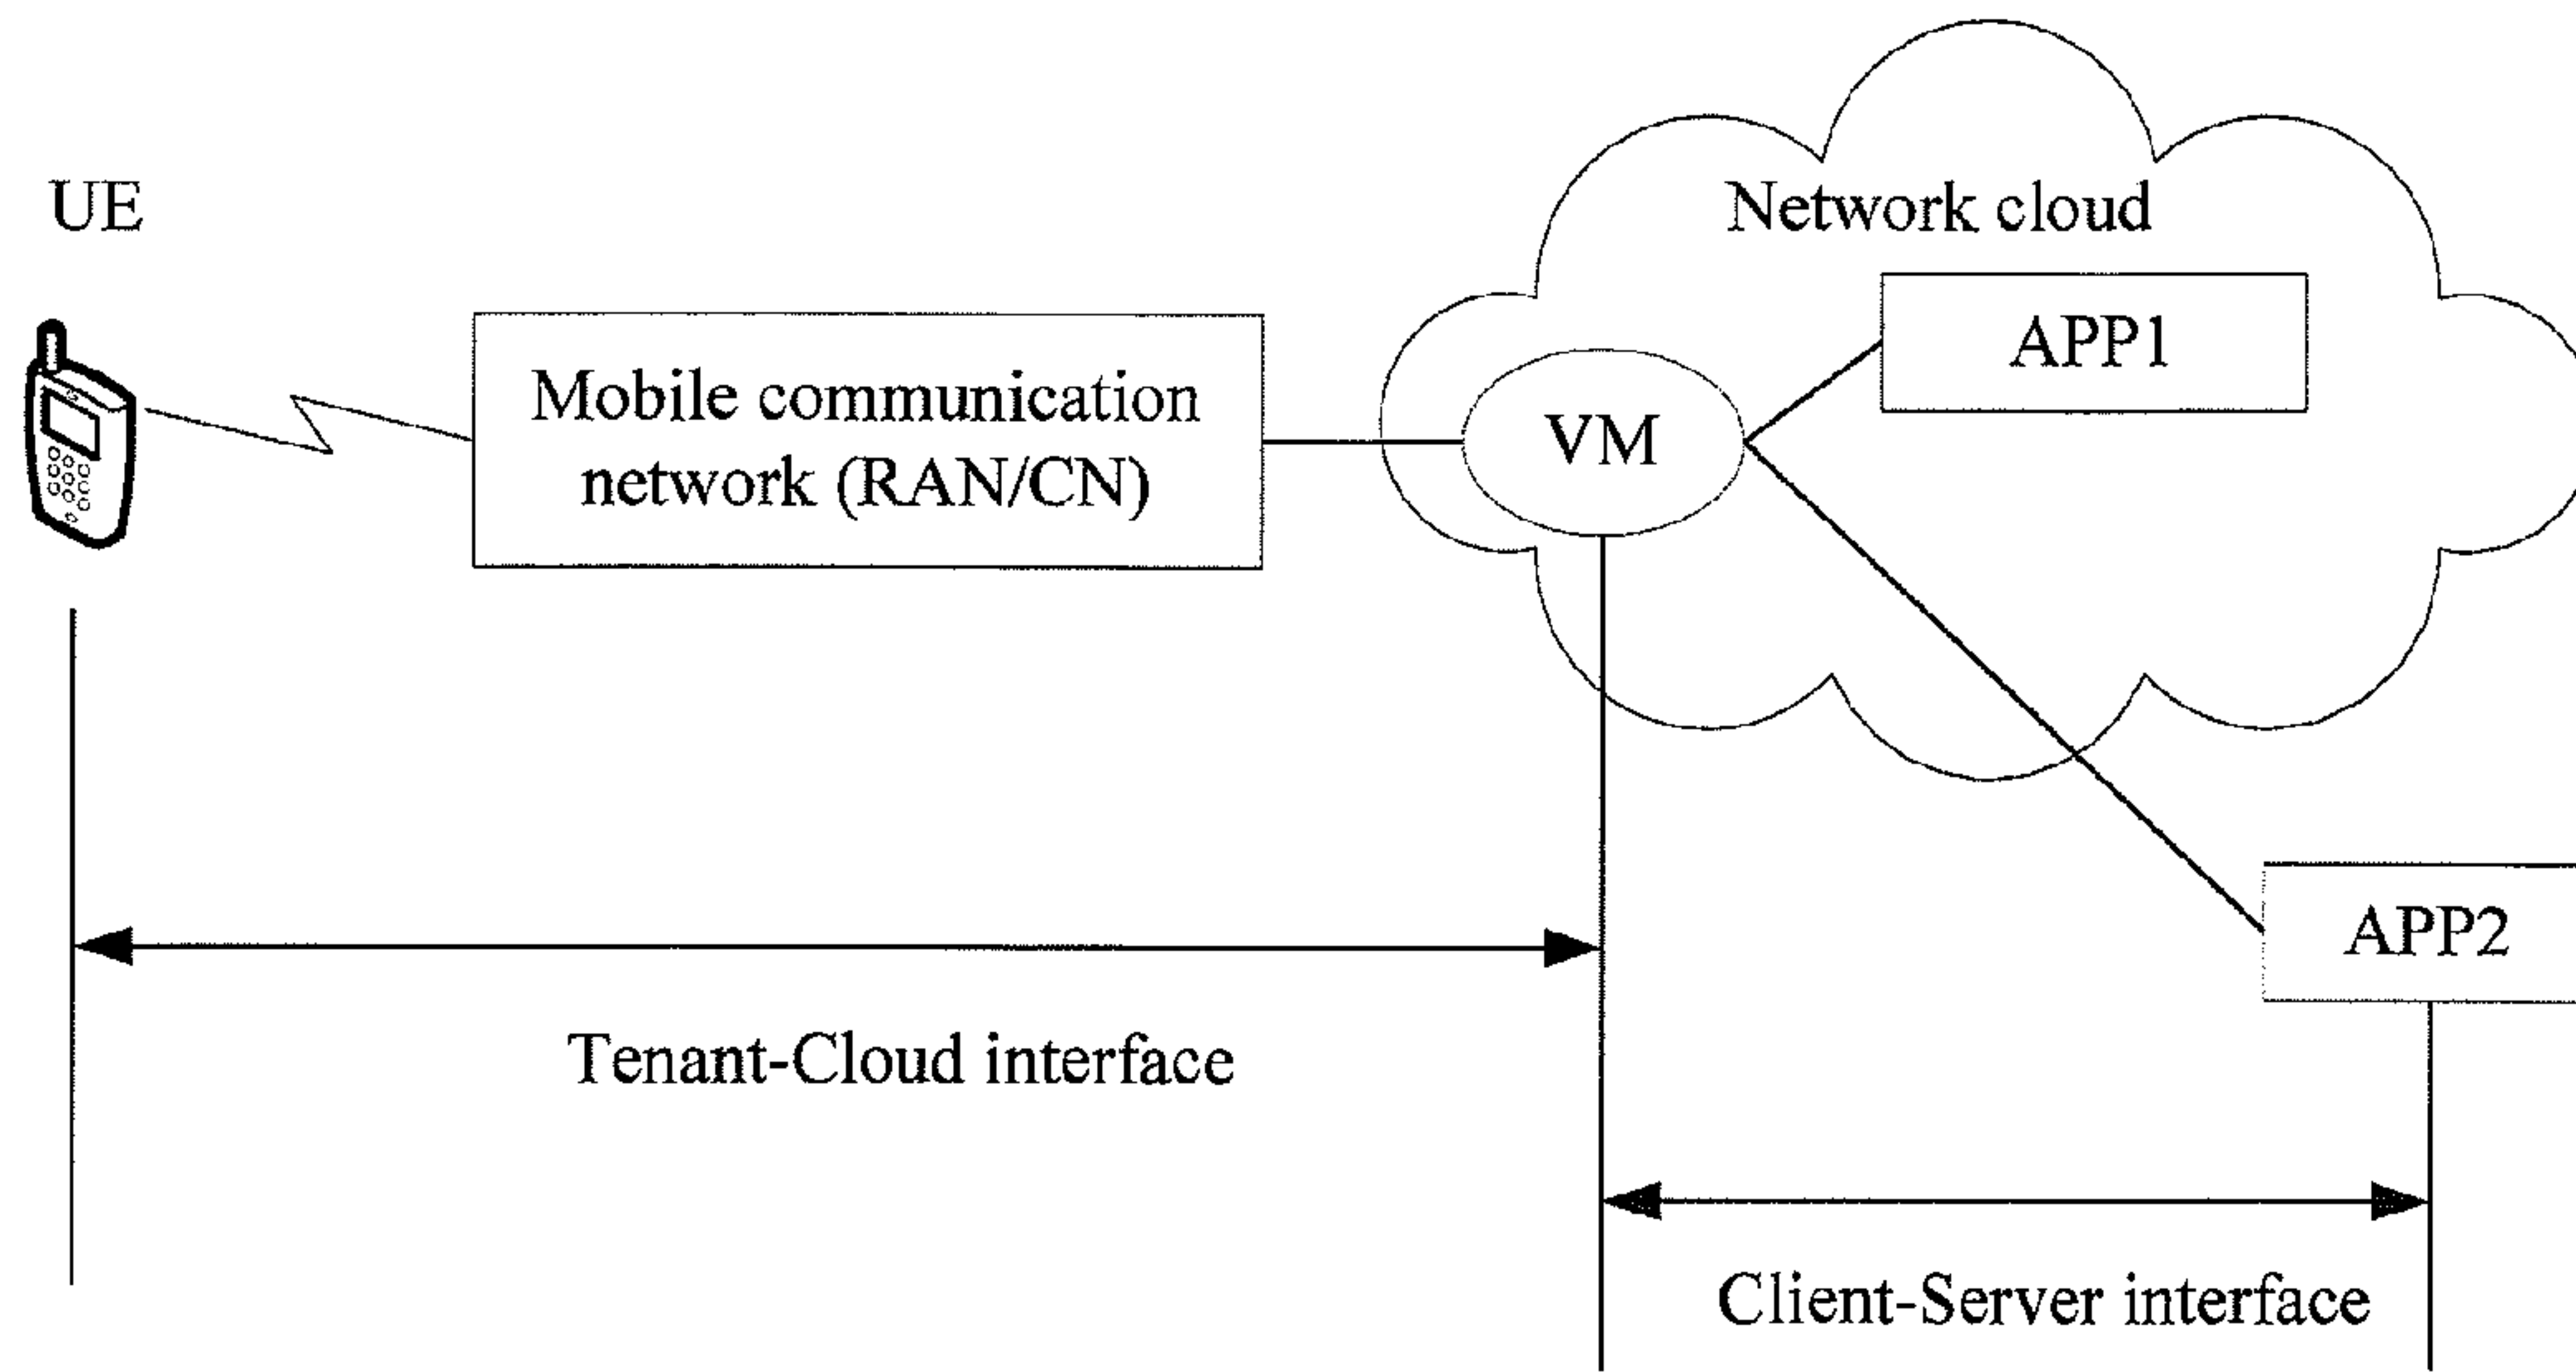 UE
Network cloud
APP1
Mobile communication
network (RAN/CN)
VM
APP2
Tenant-Cloud interface
Client-Server interface